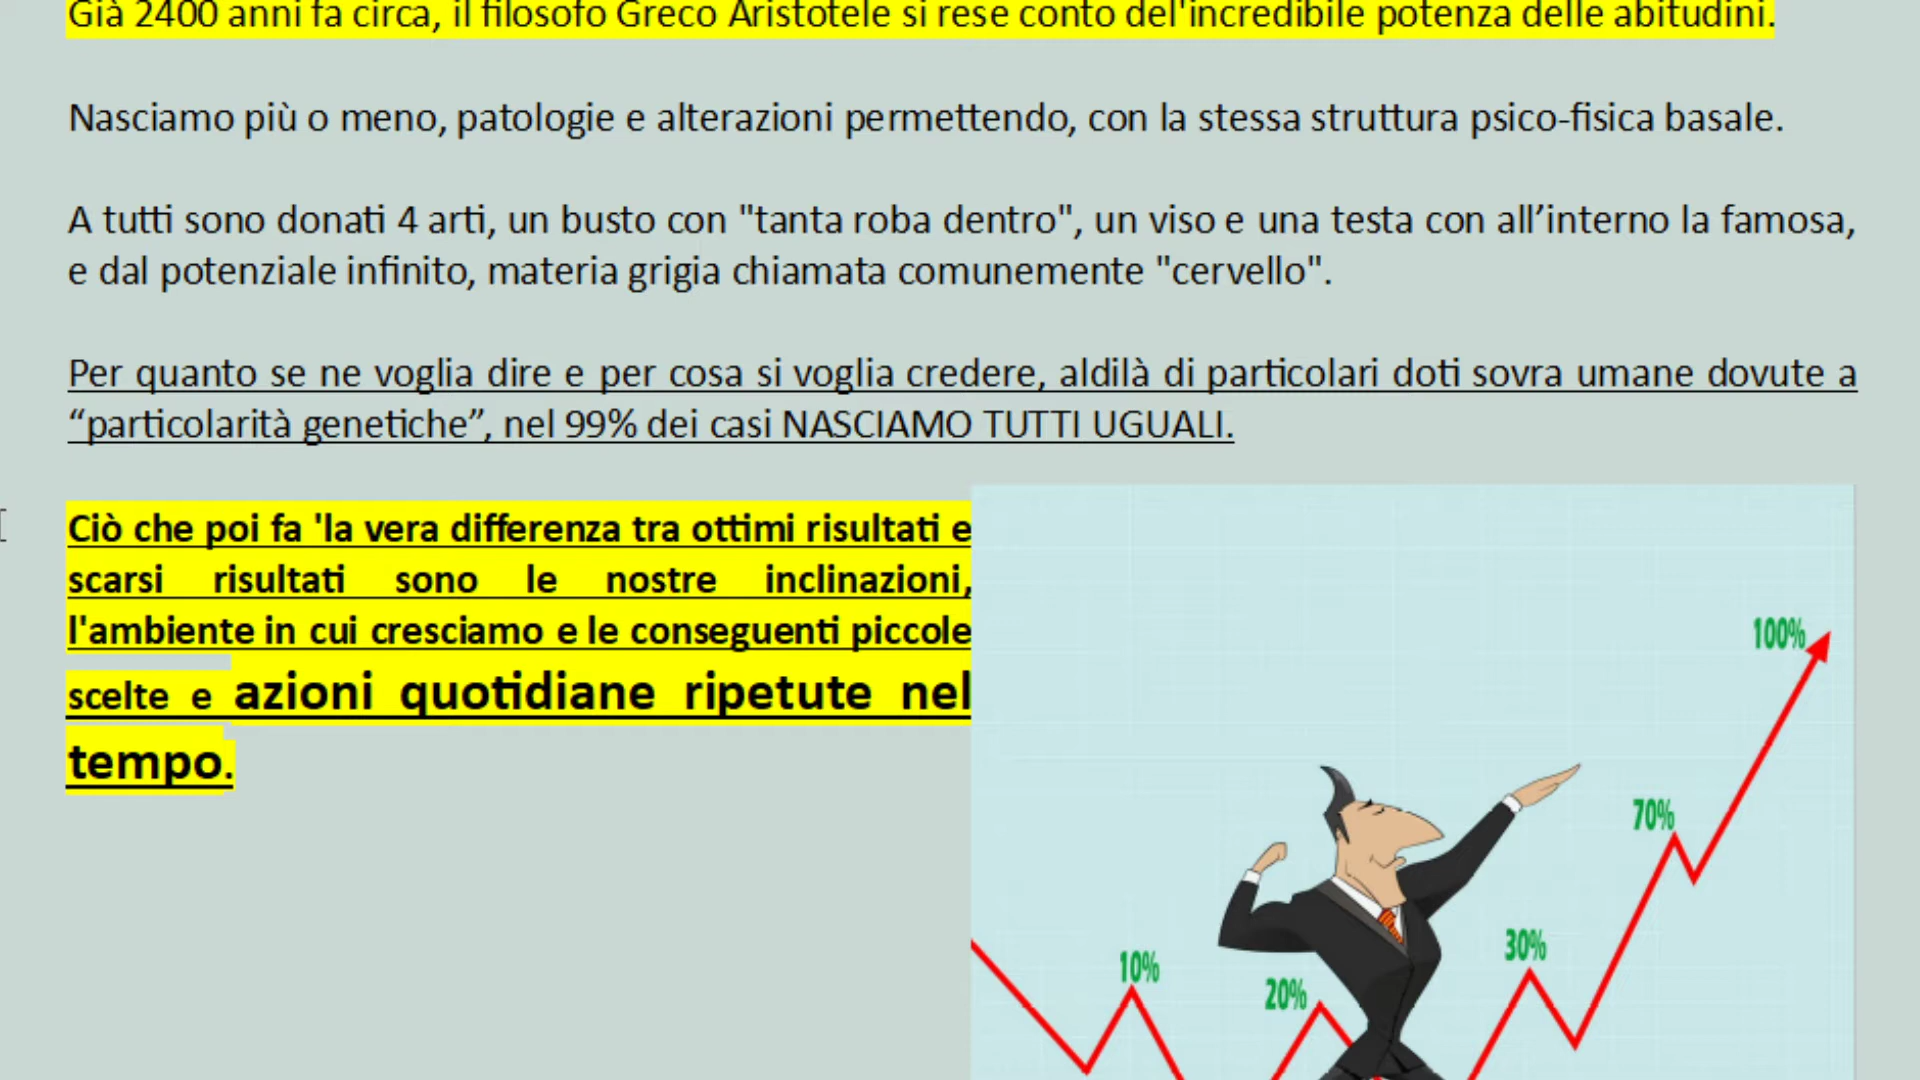 Già 2400 anni fa circa, il filosofo Greco Aristotele si rese conto del'incredibile potenza delle abitudini.
Nasciamo più o meno, patologie e alterazioni permettendo, con la stessa struttura psico-fisica basale.
A tutti sono donati 4 arti, un busto con "tanta roba dentro", un viso e una testa con all’interno la famosa,
e dal potenziale infinito, materia grigia chiamata comunemente "cervello".
Per quanto se ne voglia dire e per cosa si voglia credere, aldilà di particolari doti sovra umane dovute a
“particolarità genetiche”, nel 99% dei casi NASCIAMO TUTTI UGUALI.
Ciò che poi fa 'la vera differenza tra ottimi risultati e
scarsi risultati sono le nostre inclinazioni,
l'ambiente in cui cresciamo e le conseguenti piccole
scelte e azioni quotidiane ripetute nel
tempo.
100%
70%
30%
10%
20%